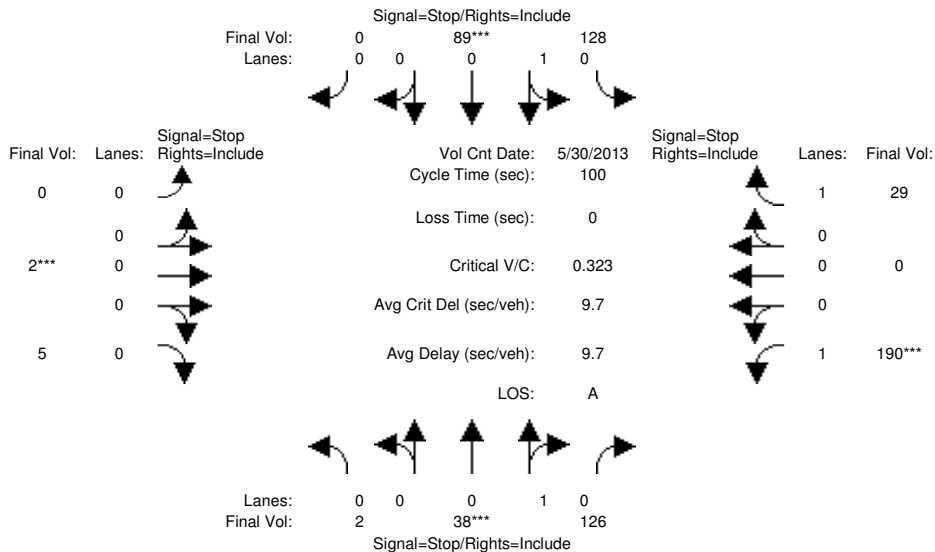 Signal=Stop/Rights=Include
Final Vol: 0 89*** 128
Lanes: 0 0 0 1 0
Signal=Stop
Final Vol: Lanes: Rights=Include
Vol Cnt Date: 5/30/2013
Signal=Stop
Rights=Include Lanes: Final Vol:
Cycle Time (sec): 100
0 0
1 29
Loss Time (sec): 0
0
0
2*** 0
Critical V/C: 0.323
0 0
0
Avg Crit Del (sec/veh): 9.7
0
5 0
Avg Delay (sec/veh): 9.7
1 190***
LOS: A
Lanes: 0 0 0 1 0
Final Vol: 2 38*** 126
Signal=Stop/Rights=Include